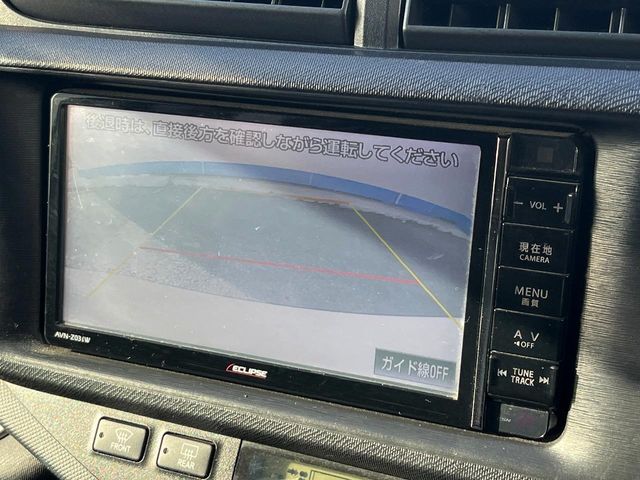 後退時は、直接後方を確認しながら運転してください
− VOL +
現在地
CAMERA
MENU
画質
A V
◀OFF
TUNE
TRACK
ガイド線OFF
AVN-Z03iW
ECLIPSE
FRONT
REAR